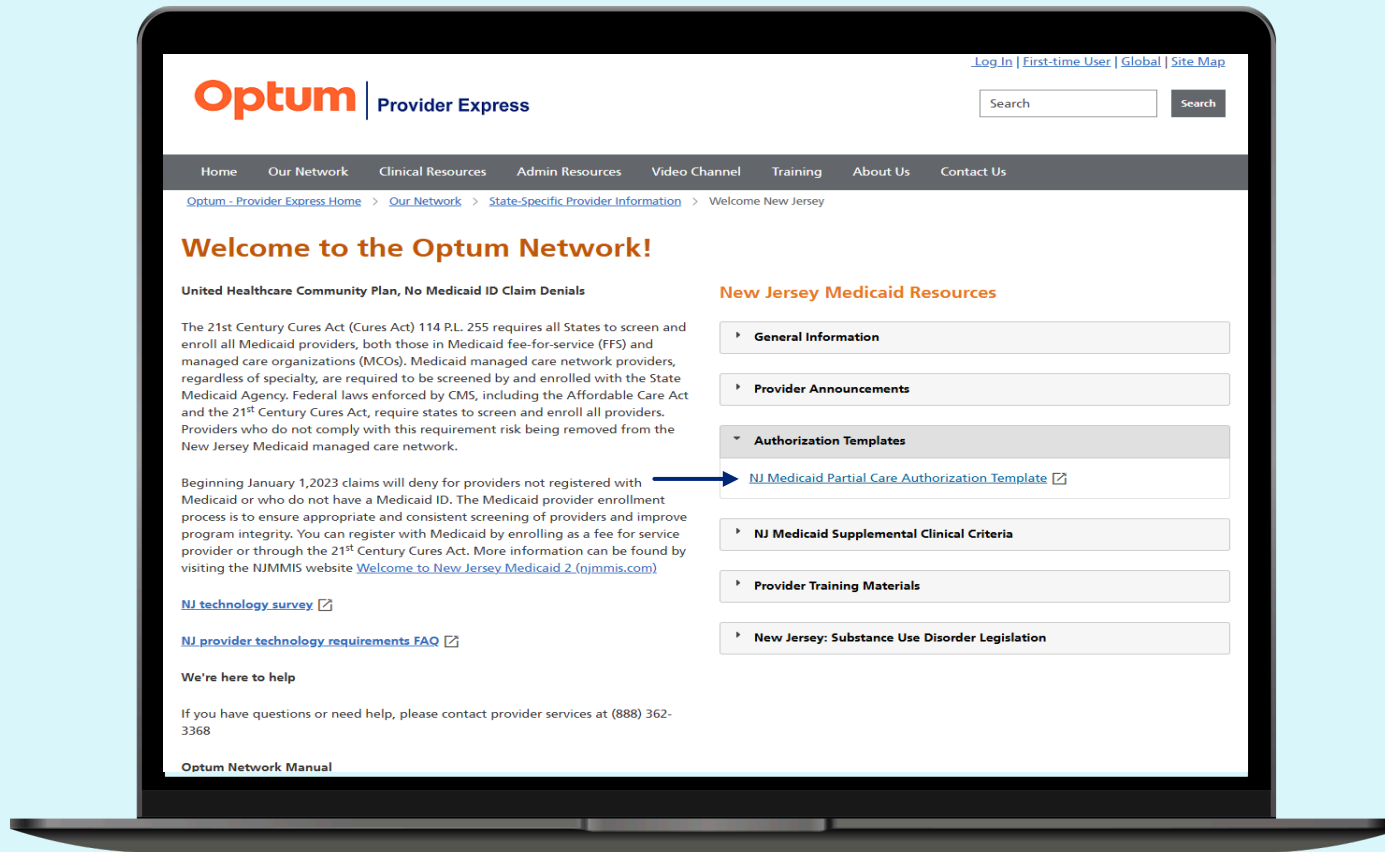 Log In | First-time User | Global | Site Map
Optum | Provider Express
Search
Search
Home Our Network Clinical Resources Admin Resources Video Channel Training About Us Contact Us
Optum - Provider Express Home > Our Network > State-Specific Provider Information > Welcome New Jersey
Welcome to the Optum Network!
United Healthcare Community Plan, No Medicaid ID Claim Denials
The 21st Century Cures Act (Cures Act) 114 P.L. 255 requires all States to screen and
enroll all Medicaid providers, both those in Medicaid fee-for-service (FFS) and
managed care organizations (MCOs). Medicaid managed care network providers,
regardless of specialty, are required to be screened by and enrolled with the State
Medicaid Agency. Federal laws enforced by CMS, including the Affordable Care Act
and the 21st Century Cures Act, require states to screen and enroll all providers.
Providers who do not comply with this requirement risk being removed from the
New Jersey Medicaid managed care network.
Beginning January 1,2023 claims will deny for providers not registered with
Medicaid or who do not have a Medicaid ID. The Medicaid provider enrollment
process is to ensure appropriate and consistent screening of providers and improve
program integrity. You can register with Medicaid by enrolling as a fee for service
provider or through the 21st Century Cures Act. More information can be found by
visiting the NJMMIS website Welcome to New Jersey Medicaid 2 (njmmis.com)
NJ technology survey
NJ provider technology requirements FAQ
We're here to help
If you have questions or need help, please contact provider services at (888) 362-
3368
Optum Network Manual
New Jersey Medicaid Resources
General Information
Provider Announcements
Authorization Templates
NJ Medicaid Partial Care Authorization Template
NJ Medicaid Supplemental Clinical Criteria
Provider Training Materials
New Jersey: Substance Use Disorder Legislation